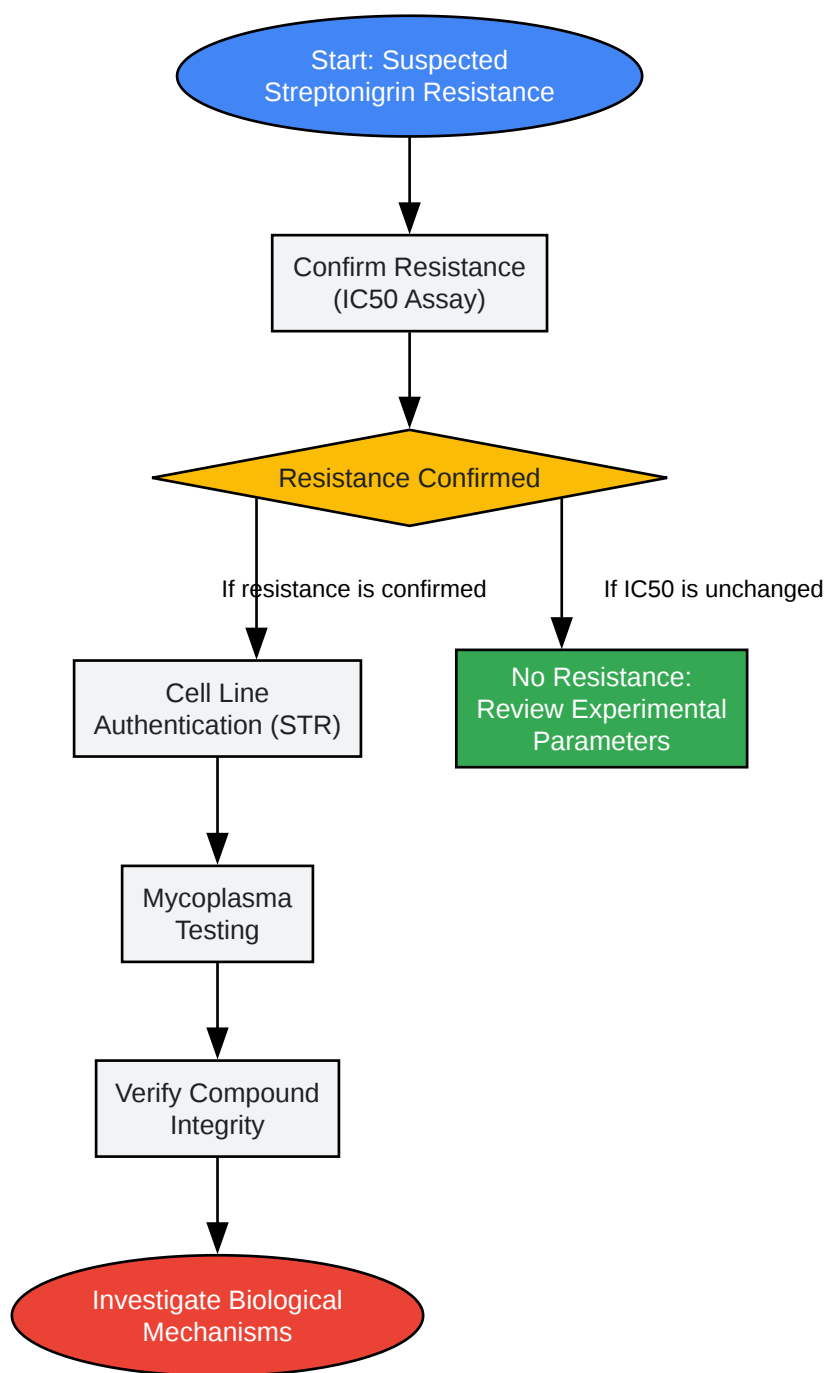 Start: Suspected
Streptonigrin Resistance
Confirm Resistance
(IC50 Assay)
Resistance Confirmed
If resistance is confirmed
If IC50 is unchanged
Cell Line
Authentication (STR)
No Resistance:
Review Experimental
Parameters
Mycoplasma
Testing
Verify Compound
Integrity
Investigate Biological
Mechanisms